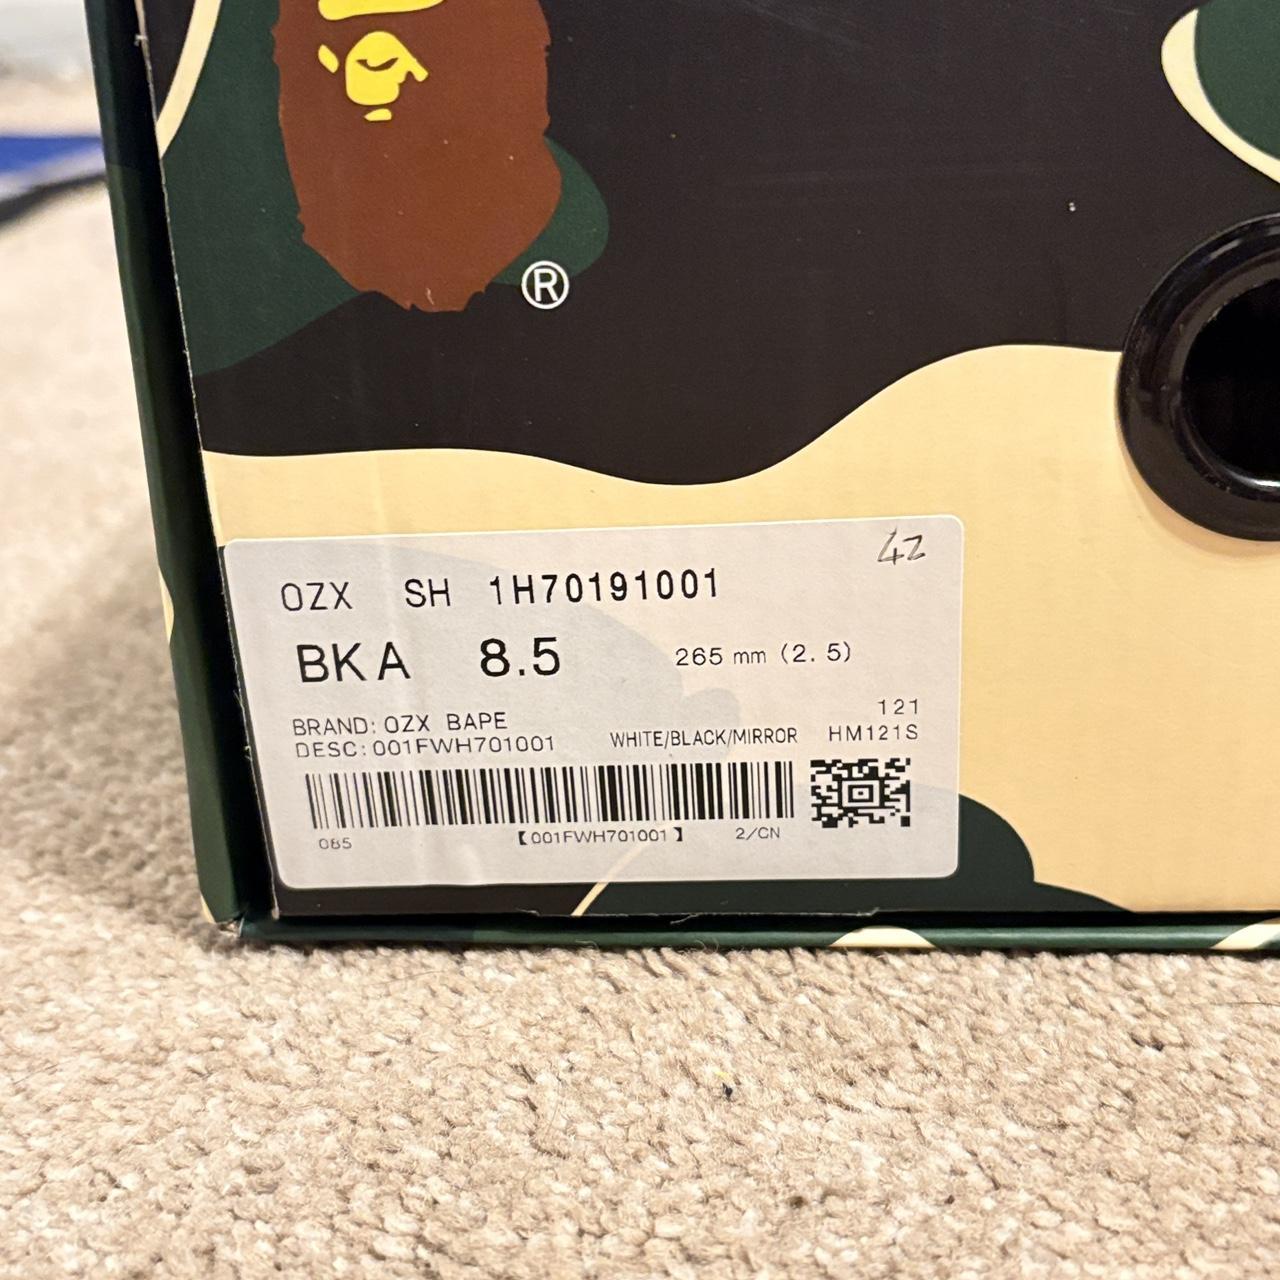 ®
42
OZX SH 1H70191001
BKA 8.5 265 mm (2. 5)
121
BRAND: OZX BAPE
DESC: 001FWH701001 WHITE/BLACK/MIRROR HM121S
085 【001FWH701001】 2/CN